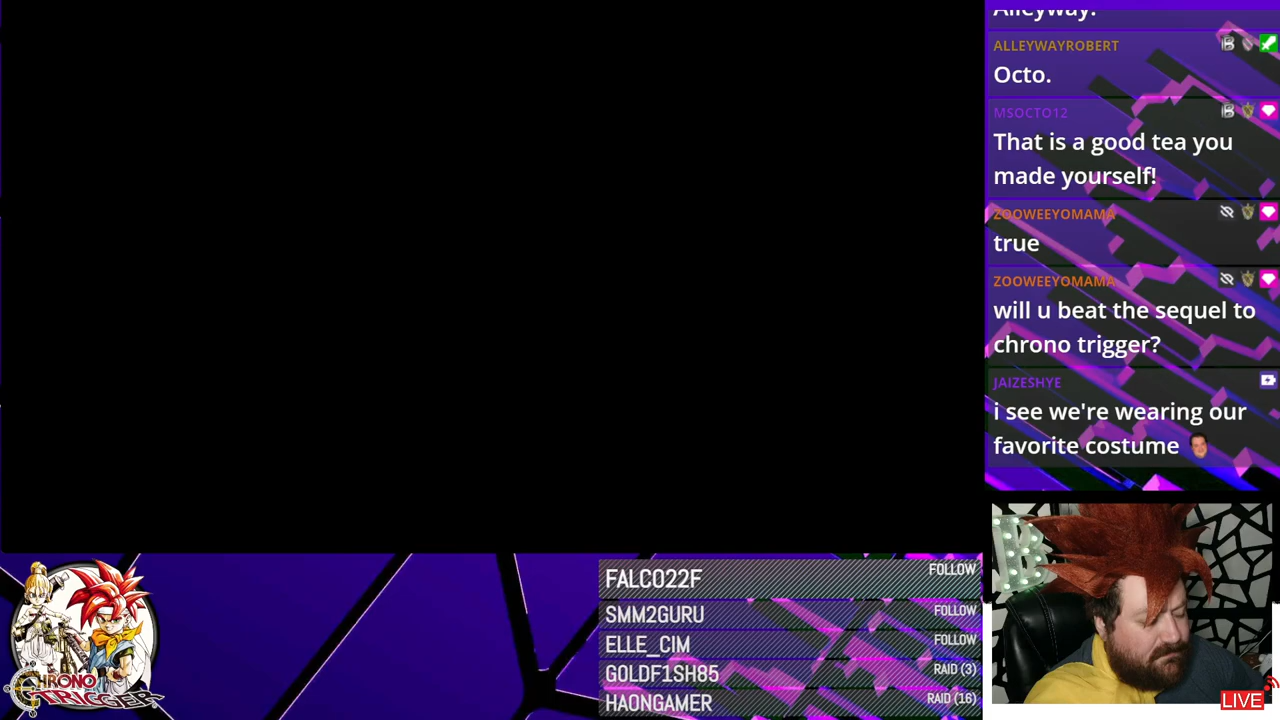 Alleyway.
ALLEYWAYROBERT
Octo.
MSOCTO12
That is a good tea you
made yourself!
ZOOWEEYOMAMA
true
ZOOWEEYOMAMA
will u beat the sequel to
chrono trigger?
JAIZESHYE
i see we're wearing our
favorite costume
FALCO22F FOLLOW
SMM2GURU FOLLOW
ELLE_CIM FOLLOW
G0LDF1SH85 RAID (3)
HAONGAMER RAID (16)
CHRONO
TRIGGER
LIVE